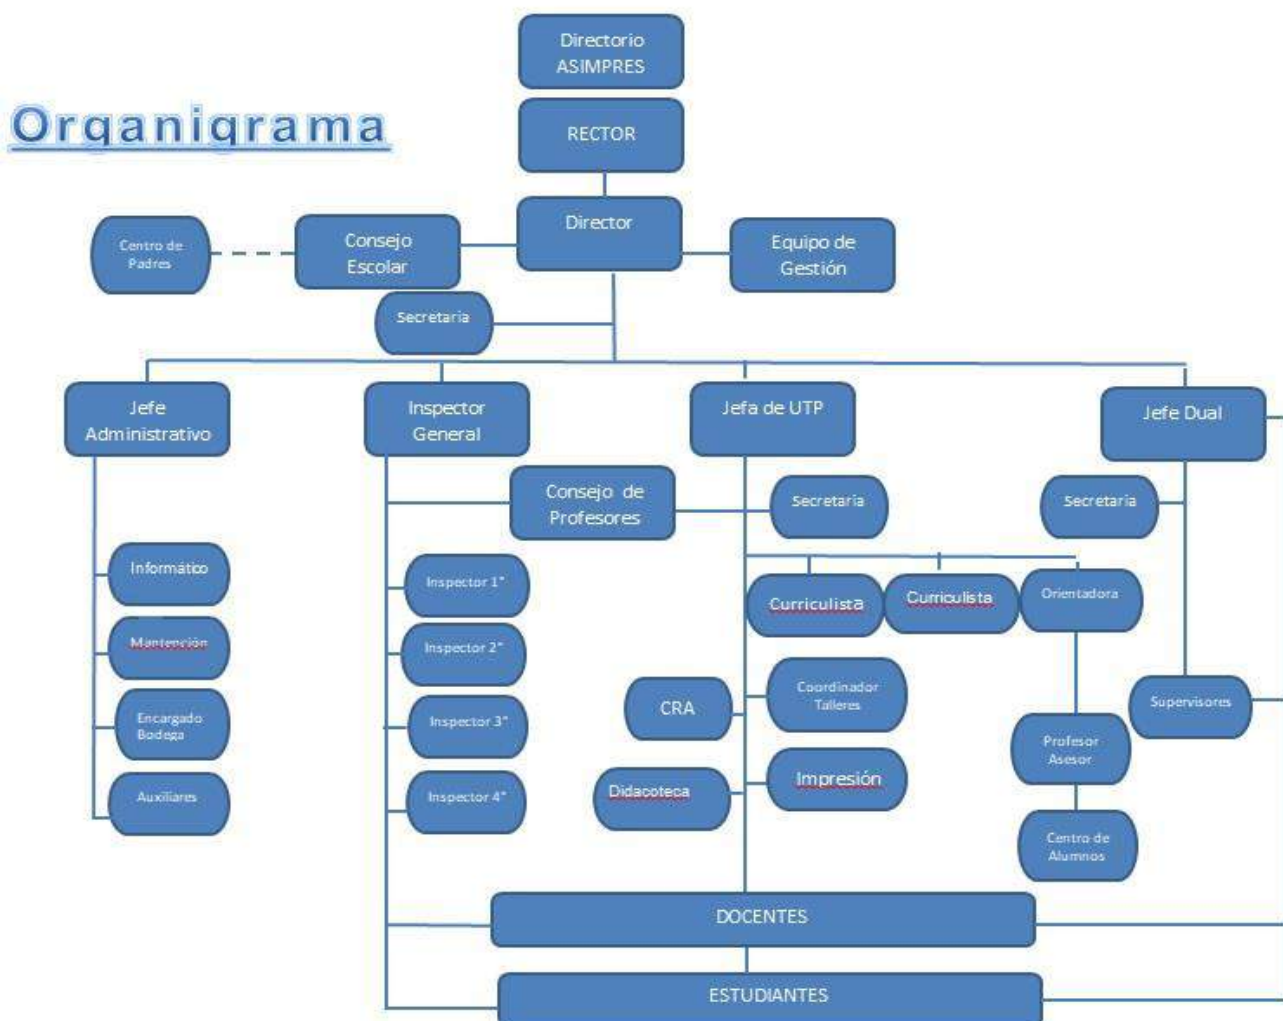 Directorio
ASIMPRES
Organigrama
RECTOR
Director
Centro de
Padres
Consejo
Escolar
Equipo de
Gestión
Secretaria
Jefe
Administrativo
Inspector
General
Jefa de UTP
Jefe Dual
Consejo de
Profesores
Secretaria
Secretaria
Informático
Inspector 1°
Curriculista
Curriculista
Orientadora
Mantención
Inspector 2°
CRA
Coordinador
Talleres
Supervisores
Encargado
Bodega
Inspector 3°
Profesor
Asesor
Auxiliares
Inspector 4°
Didacoteca
Impresión
Centro de
Alumnos
DOCENTES
ESTUDIANTES